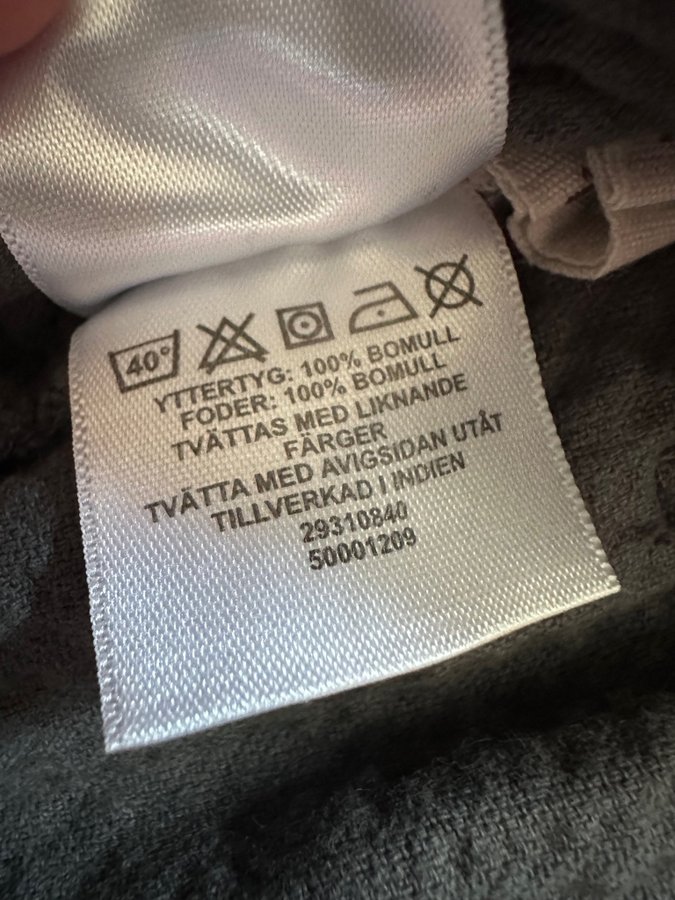 40°
YTTERTYG: 100% BOMULL
FODER: 100% BOMULL
TVÄTTAS MED LIKNANDE
FÄRGER
TVÄTTA MED AVIGSIDAN UTÅT
TILLVERKAD I INDIEN
29310840
50001209